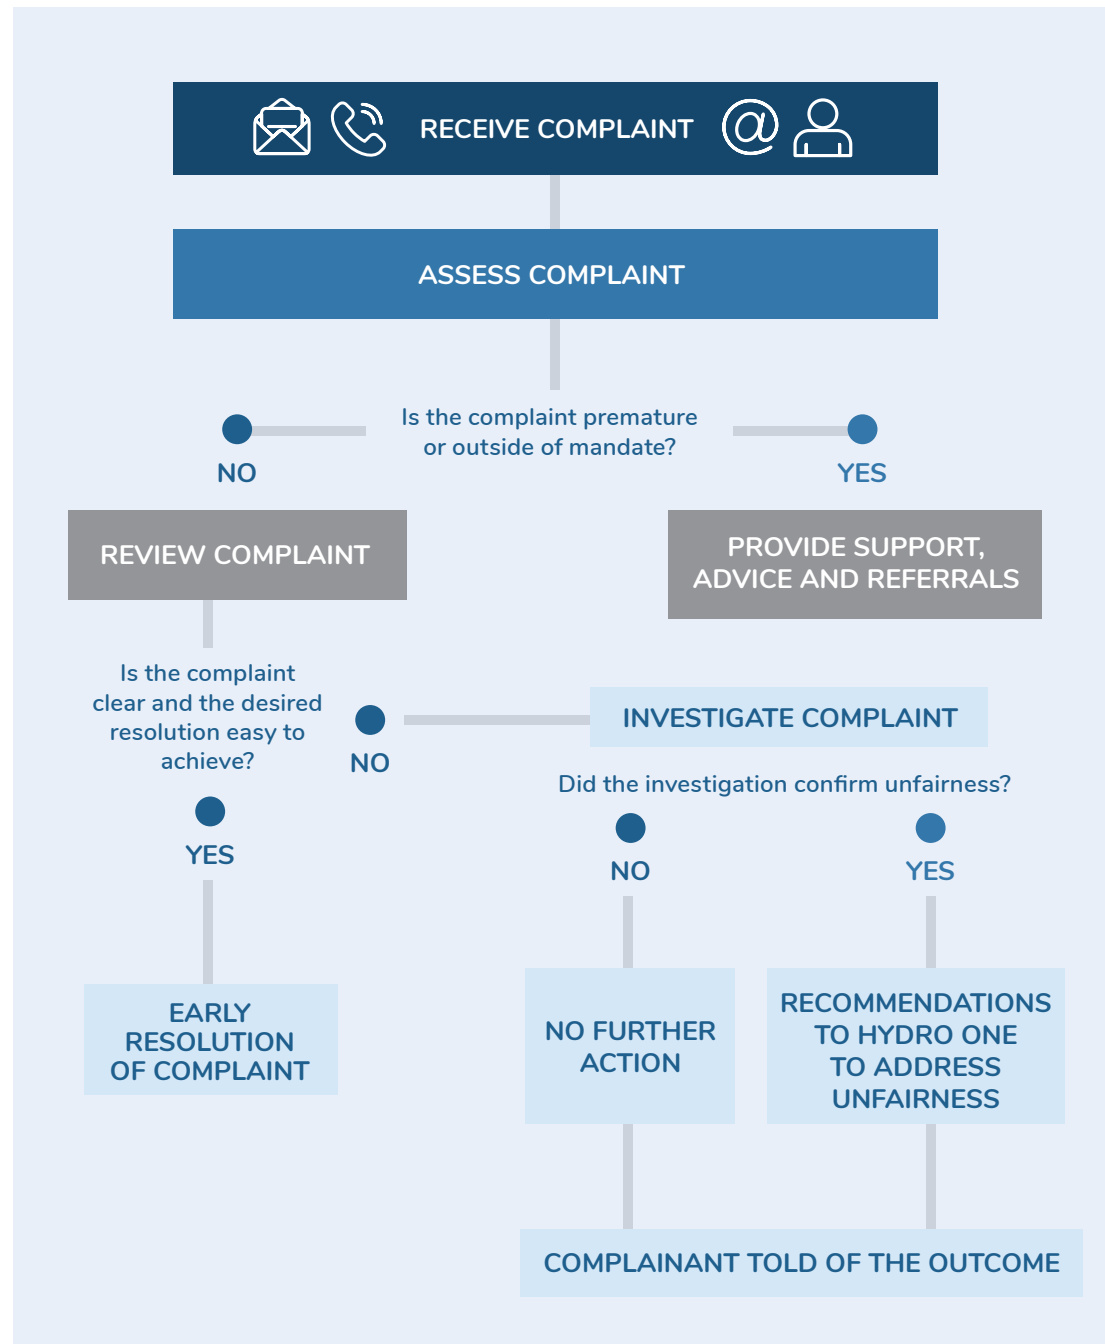 RECEIVE COMPLAINT
ASSESS COMPLAINT
Is the complaint premature
or outside of mandate?
NO
YES
REVIEW COMPLAINT
PROVIDE SUPPORT,
ADVICE AND REFERRALS
Is the complaint
clear and the desired
resolution easy to
achieve?
NO
YES
INVESTIGATE COMPLAINT
Did the investigation confirm unfairness?
NO
YES
EARLY
RESOLUTION
OF COMPLAINT
NO FURTHER
ACTION
RECOMMENDATIONS
TO HYDRO ONE
TO ADDRESS
UNFAIRNESS
COMPLAINANT TOLD OF THE OUTCOME